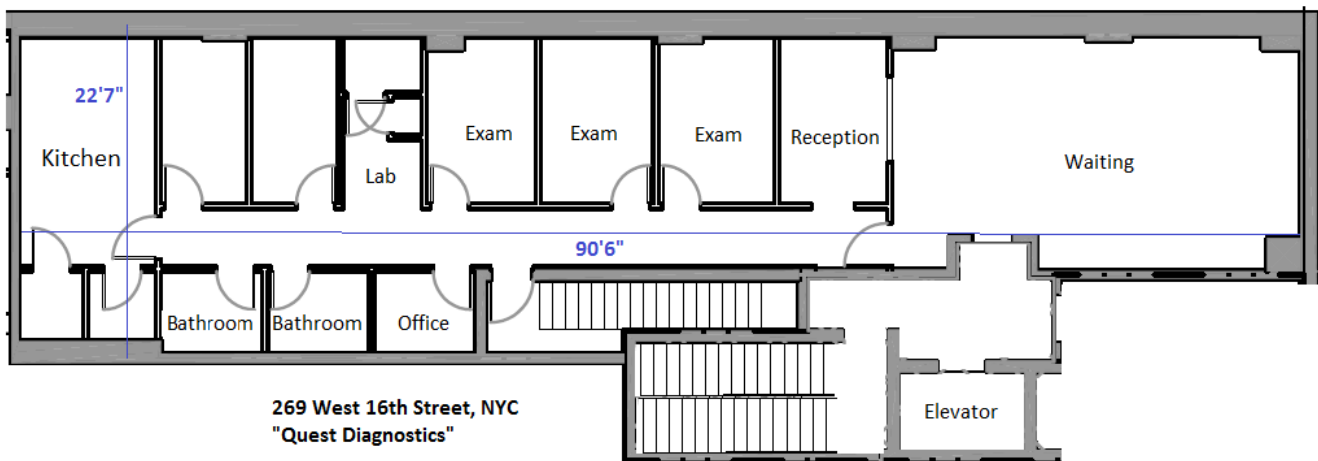 22'7"
Kitchen
Lab
Exam
Exam
Exam
Reception
Waiting
90'6"
Bathroom
Bathroom
Office
Elevator
269 West 16th Street, NYC
"Quest Diagnostics"